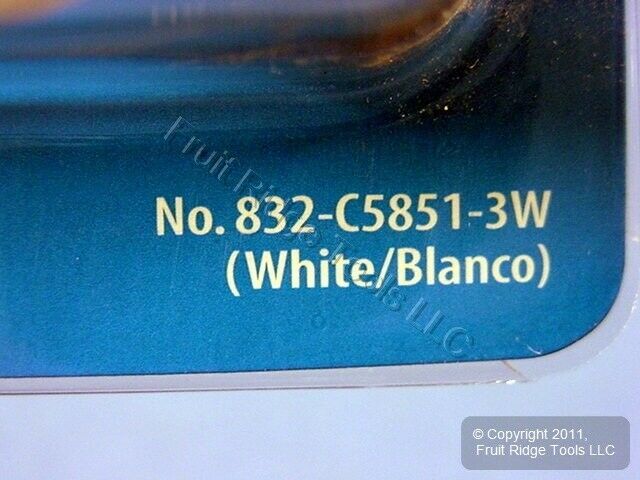 No. 832-C5851-3W
(White/Blanco)
Fruit Ridge Tools LLC
© Copyright 2011,
Fruit Ridge Tools LLC